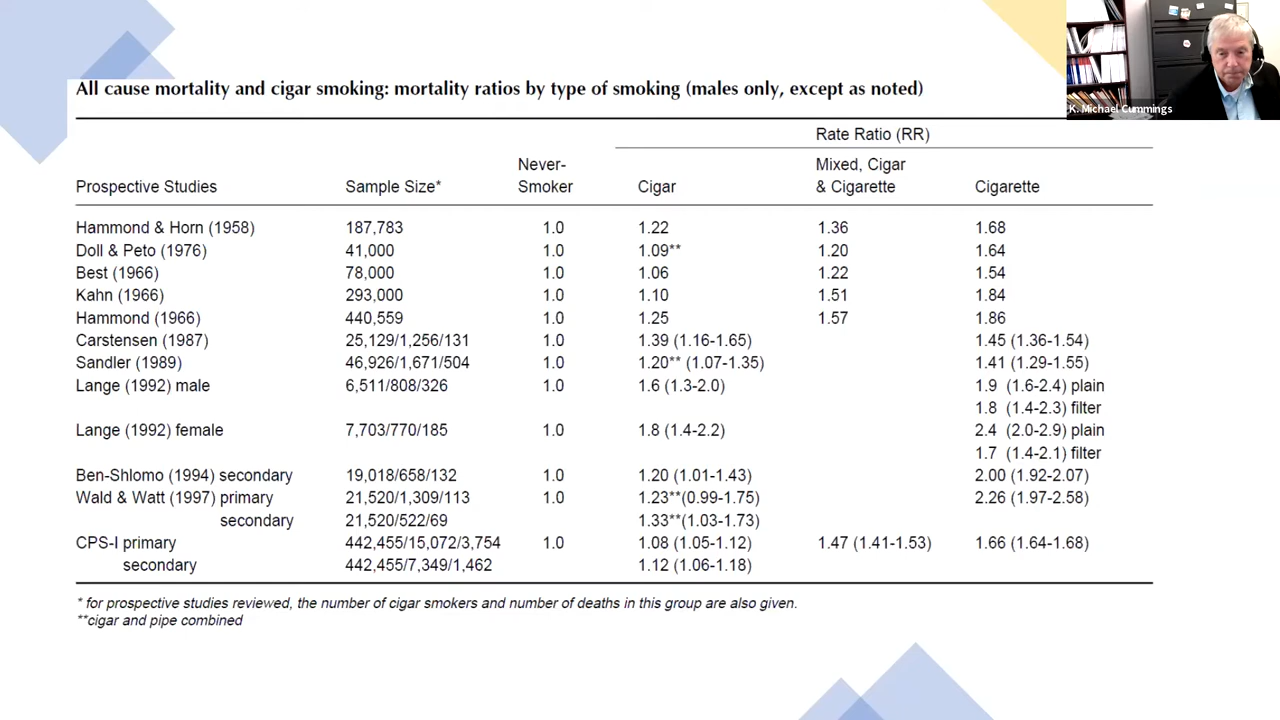 All cause mortality and cigar smoking: mortality ratios by type of smoking (males only, except as noted)
K. Michael Cummings
Rate Ratio (RR)
Never- Mixed, Cigar
Prospective Studies Sample Size* Smoker Cigar & Cigarette Cigarette
Hammond & Horn (1958) 187,783 1.0 1.22 1.36 1.68
Doll & Peto (1976) 41,000 1.0 1.09** 1.20 1.64
Best (1966) 78,000 1.0 1.06 1.22 1.54
Kahn (1966) 293,000 1.0 1.10 1.51 1.84
Hammond (1966) 440,559 1.0 1.25 1.57 1.86
Carstensen (1987) 25,129/1,256/131 1.0 1.39 (1.16-1.65) 1.45 (1.36-1.54)
Sandler (1989) 46,926/1,671/504 1.0 1.20** (1.07-1.35) 1.41 (1.29-1.55)
Lange (1992) male 6,511/808/326 1.0 1.6 (1.3-2.0) 1.9 (1.6-2.4) plain
1.8 (1.4-2.3) filter
Lange (1992) female 7,703/770/185 1.0 1.8 (1.4-2.2) 2.4 (2.0-2.9) plain
1.7 (1.4-2.1) filter
Ben-Shlomo (1994) secondary 19,018/658/132 1.0 1.20 (1.01-1.43) 2.00 (1.92-2.07)
Wald & Watt (1997) primary 21,520/1,309/113 1.0 1.23**(0.99-1.75) 2.26 (1.97-2.58)
secondary 21,520/522/69 1.33**(1.03-1.73)
CPS-I primary 442,455/15,072/3,754 1.0 1.08 (1.05-1.12) 1.47 (1.41-1.53) 1.66 (1.64-1.68)
secondary 442,455/7,349/1,462 1.12 (1.06-1.18)
* for prospective studies reviewed, the number of cigar smokers and number of deaths in this group are also given.
**cigar and pipe combined